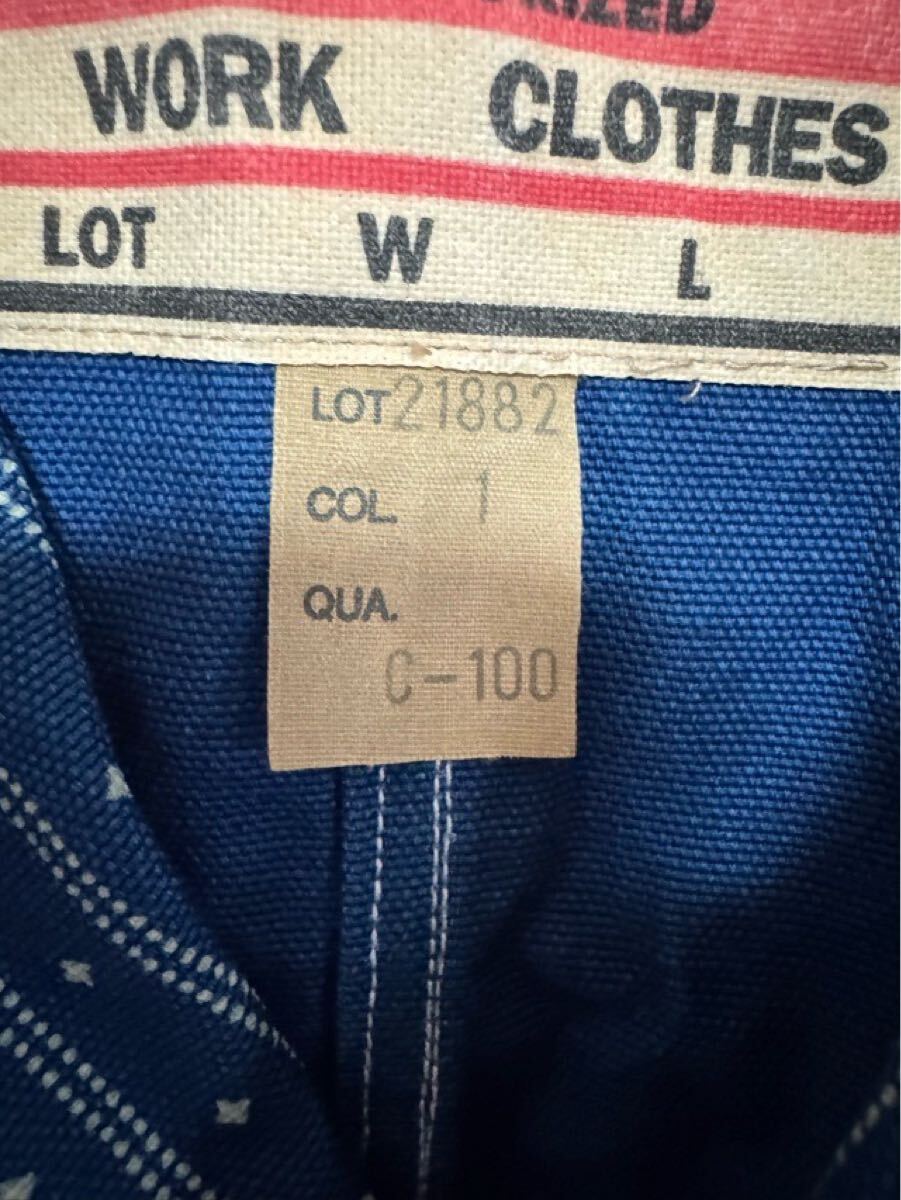 WORK CLOTHES
LOT W L
LOT 21882
COL. 1
QUA.
C-100